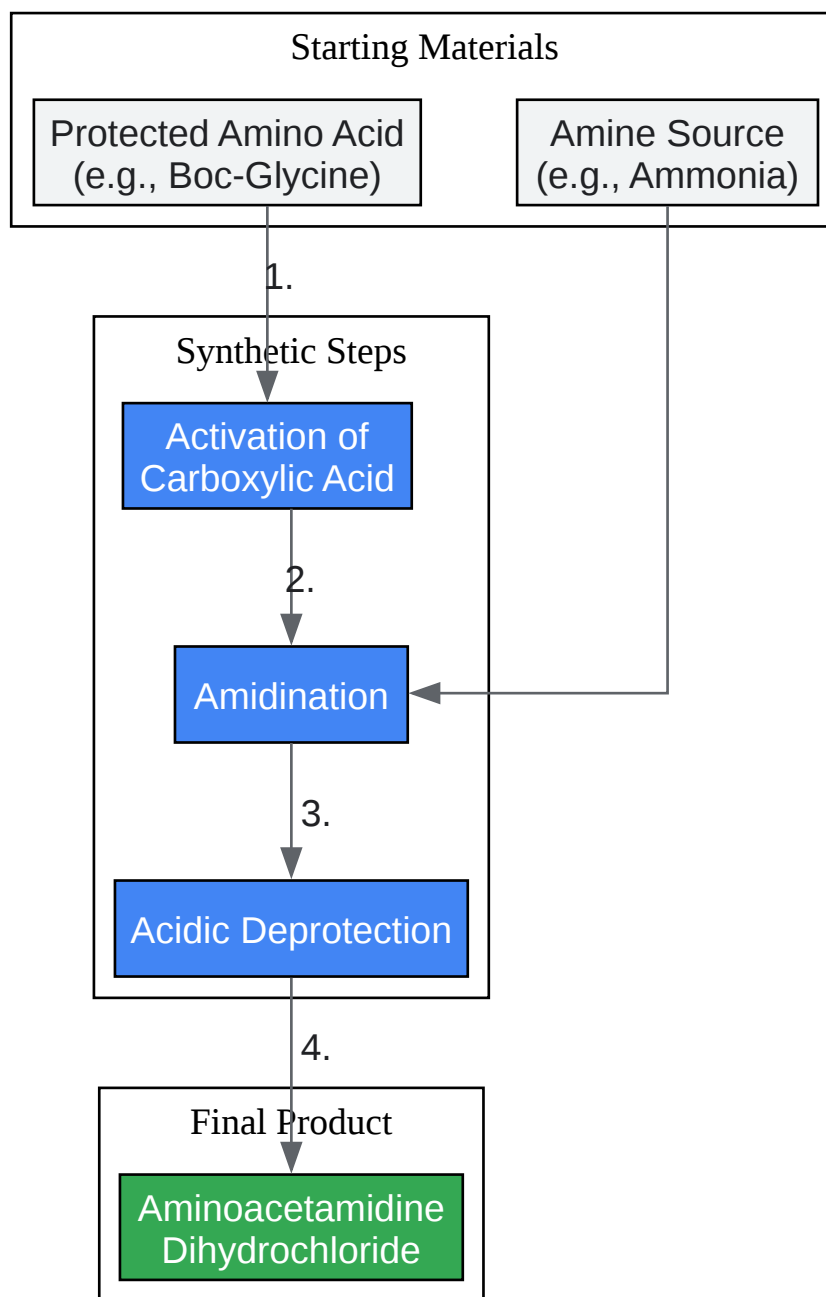 Starting Materials
Protected Amino Acid
(e.g., Boc-Glycine)
Amine Source
(e.g., Ammonia)
1.
Synthetic Steps
Activation of
Carboxylic Acid
2.
Amidination
3.
Acidic Deprotection
4.
Final Product
Aminoacetamidine
Dihydrochloride